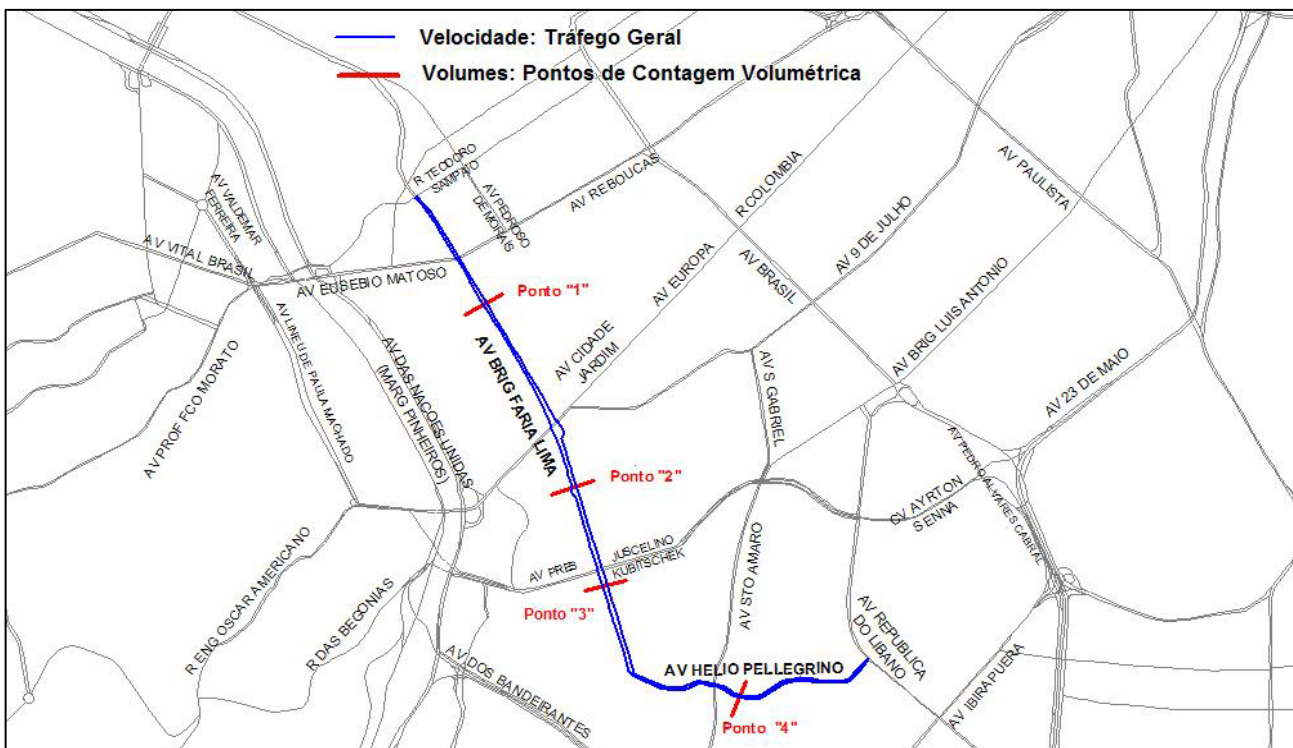 Velocidade: Tráfego Geral
Volumes: Pontos de Contagem Volumétrica
R TEODORO
SAMPAIO
AV PEDROSO
DE MORAIS
AV REBOUCAS
R COLOMBIA
AV PAULISTA
AV VALDEMAR
FERREIRA
AV VITAL BRASIL
AV EUSEBIO MATOSO
AV EUROPA
AV BRASIL
AV 9 DE JULHO
AV BRIG LUIS ANTONIO
Ponto "1"
AV LINEU DE PAULA MACHADO
AV DAS NACOES UNIDAS
(MARG PINHEIROS)
AV BRIG FARIA LIMA
AV CIDADE
JARDIM
AV S GABRIEL
AV 23 DE MAIO
AV PROF FCO MORATO
Ponto "2"
AV PEDRO ALVARES CABRAL
CV AYRTON
SENNA
R ENG OSCAR AMERICANO
R DAS BEGONIAS
AV PRES
JUSCELINO
KUBITSCHEK
AV STO AMARO
Ponto "3"
AV REPUBLICA
DO LIBANO
AV DOS BANDEIRANTES
AV HELIO PELLEGRINO
AV IBIRAPUERA
Ponto "4"